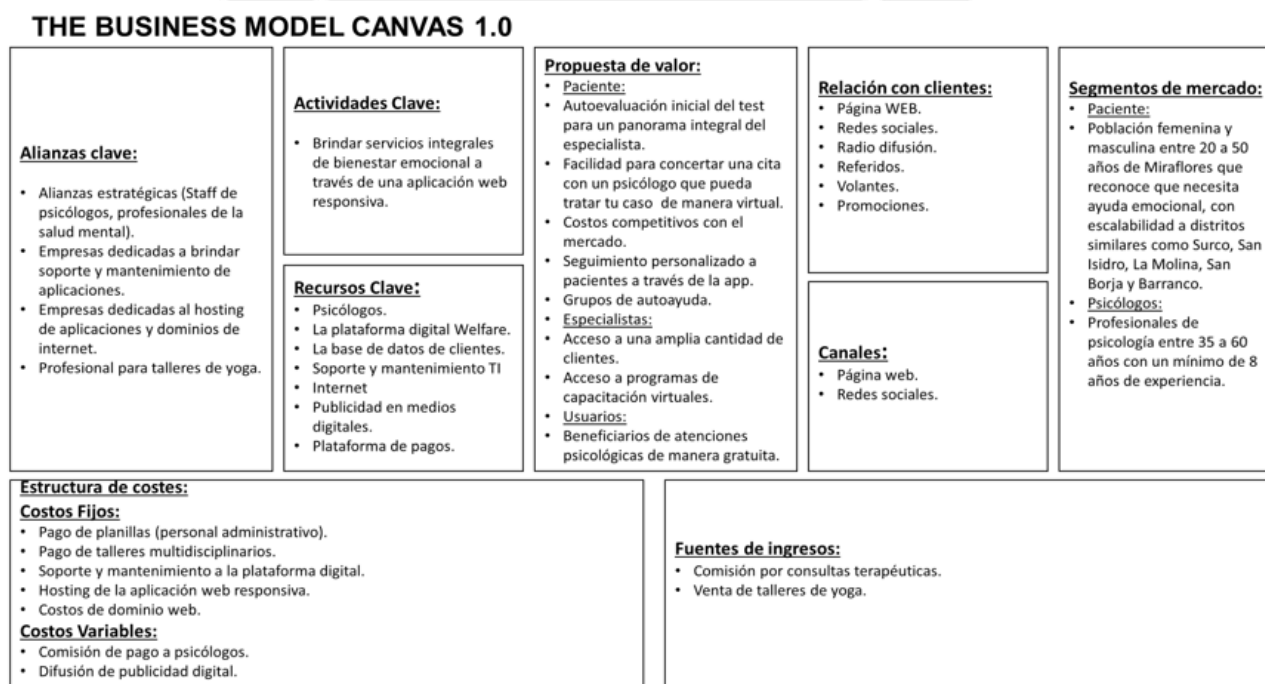 THE BUSINESS MODEL CANVAS 1.0
Alianzas clave:
• Alianzas estratégicas (Staff de
psicólogos, profesionales de la
salud mental).
• Empresas dedicadas a brindar
soporte y mantenimiento de
aplicaciones.
• Empresas dedicadas al hosting
de aplicaciones y dominios de
internet.
• Profesional para talleres de yoga.
Actividades Clave:
• Brindar servicios integrales
de bienestar emocional a
través de una aplicación web
responsiva.
Recursos Clave:
• Psicólogos.
• La plataforma digital Welfare.
• La base de datos de clientes.
• Soporte y mantenimiento TI
• Internet
• Publicidad en medios
digitales.
• Plataforma de pagos.
Propuesta de valor:
• Paciente:
• Autoevaluación inicial del test
para un panorama integral del
especialista.
• Facilidad para concertar una cita
con un psicólogo que pueda
tratar tu caso de manera virtual.
• Costos competitivos con el
mercado.
• Seguimiento personalizado a
pacientes a través de la app.
• Grupos de autoayuda.
• Especialistas:
• Acceso a una amplia cantidad de
clientes.
• Acceso a programas de
capacitación virtuales.
• Usuarios:
• Beneficiarios de atenciones
psicológicas de manera gratuita.
Relación con clientes:
• Página WEB.
• Redes sociales.
• Radio difusión.
• Referidos.
• Volantes.
• Promociones.
Canales:
• Página web.
• Redes sociales.
Segmentos de mercado:
• Paciente:
• Población femenina y
masculina entre 20 a 50
años de Miraflores que
reconoce que necesita
ayuda emocional, con
escalabilidad a distritos
similares como Surco, San
Isidro, La Molina, San
Borja y Barranco.
• Psicólogos:
• Profesionales de
psicología entre 35 a 60
años con un mínimo de 8
años de experiencia.
Estructura de costes:
Costos Fijos:
• Pago de planillas (personal administrativo).
• Pago de talleres multidisciplinarios.
• Soporte y mantenimiento a la plataforma digital.
• Hosting de la aplicación web responsiva.
• Costos de dominio web.
Costos Variables:
• Comisión de pago a psicólogos.
• Difusión de publicidad digital.
Fuentes de ingresos:
• Comisión por consultas terapéuticas.
• Venta de talleres de yoga.